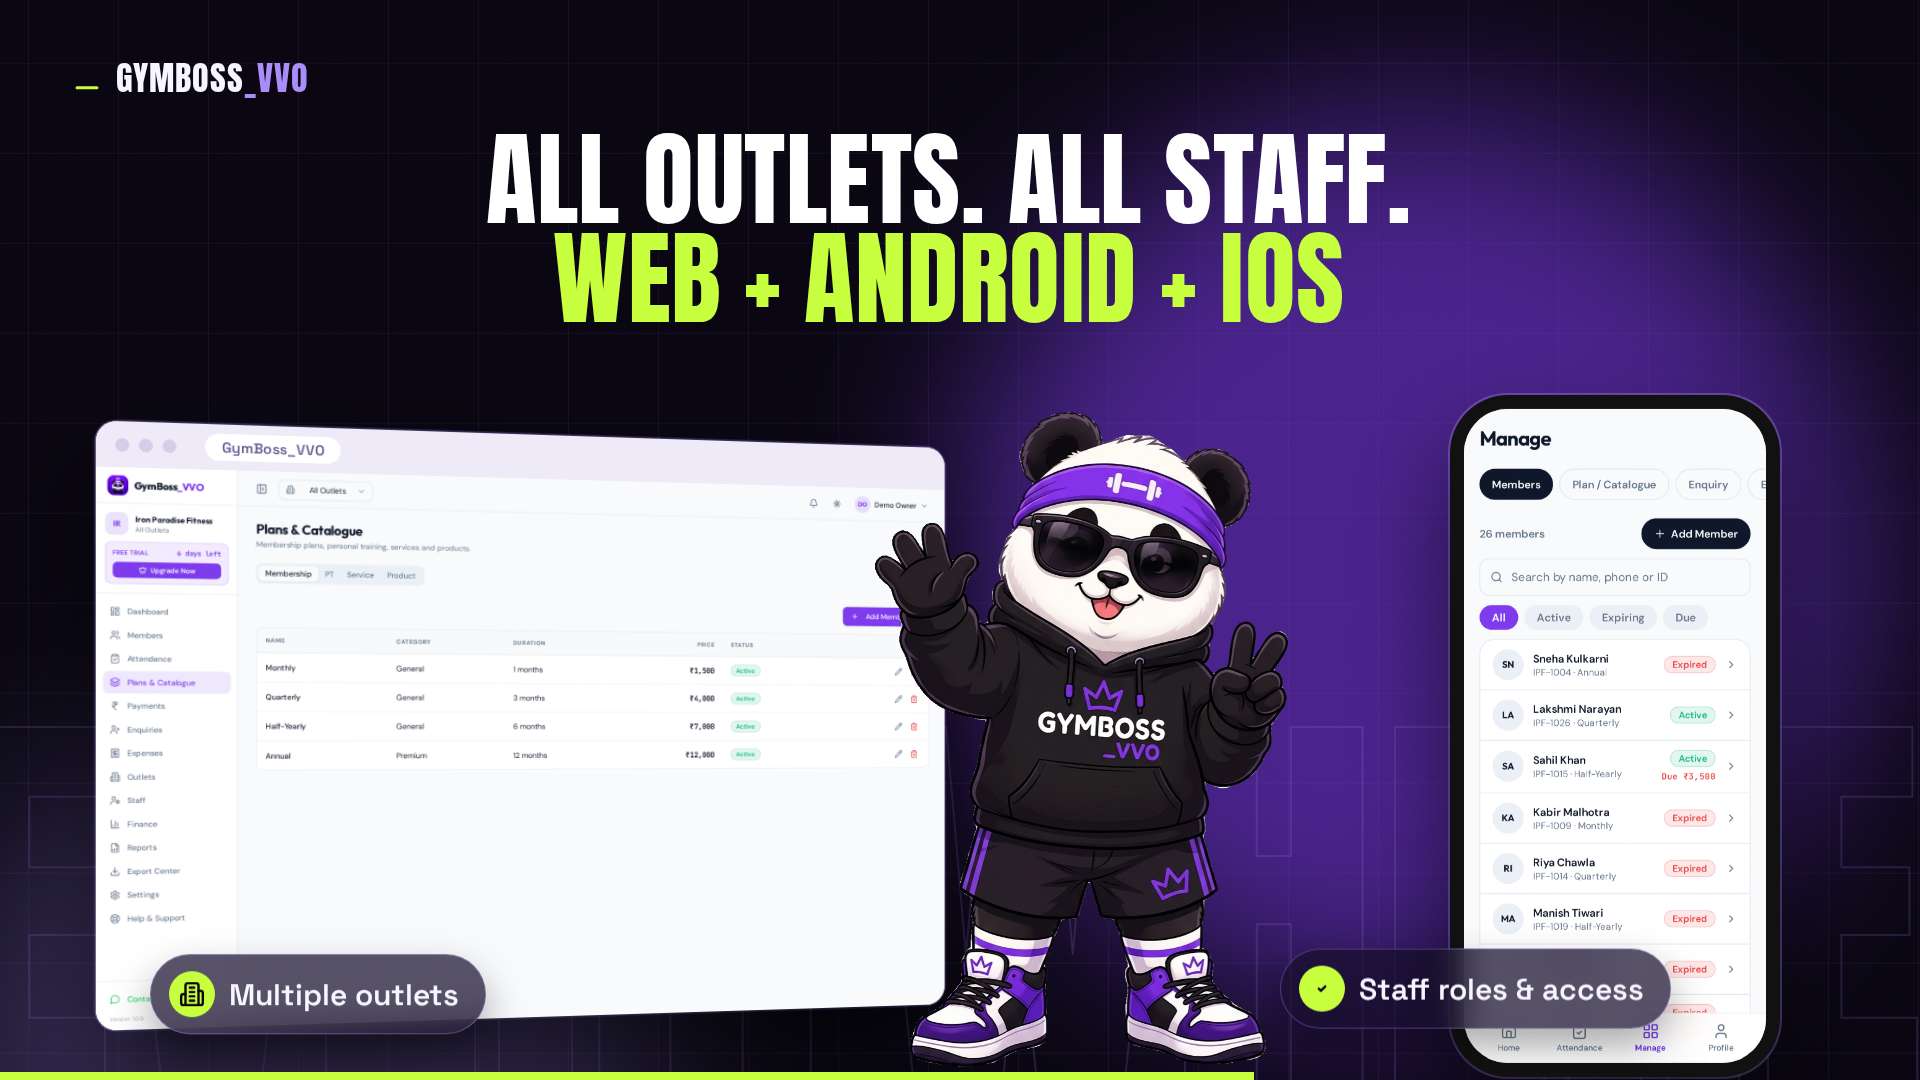 GYMBOSS_VVO
ALL OUTLETS. ALL STAFF.
WEB + ANDROID + IOS
GymBoss_VVO
GymBoss_VVO
All Outlets
DO Demo Owner
IR Iron Paradise Fitness
All Outlets
FREE TRIAL 6 days left
Upgrade Now
Dashboard
Members
Attendance
Plans & Catalogue
Payments
Enquiries
Expenses
Outlets
Staff
Finance
Reports
Export Center
Settings
Help & Support
Plans & Catalogue
Membership plans, personal training, services and products.
Membership PT Service Product
+ Add Mem
NAME CATEGORY DURATION PRICE STATUS
Monthly General 1 months ₹1,500 Active
Quarterly General 3 months ₹4,000 Active
Half-Yearly General 6 months ₹7,000 Active
Annual Premium 12 months ₹12,000 Active
Multiple outlets
GYMBOSS
_VVO
Manage
Members Plan / Catalogue Enquiry E
26 members
+ Add Member
Search by name, phone or ID
All Active Expiring Due
SN Sneha Kulkarni Expired
IPF-1004 · Annual
LA Lakshmi Narayan Active
IPF-1026 · Quarterly
SA Sahil Khan Active
IPF-1015 · Half-Yearly Due ₹3,500
KA Kabir Malhotra Expired
IPF-1009 · Monthly
RI Riya Chawla Expired
IPF-1014 · Quarterly
MA Manish Tiwari Expired
IPF-1019 · Half-Yearly
Expired
Staff roles & access
Home Attendance Manage Profile